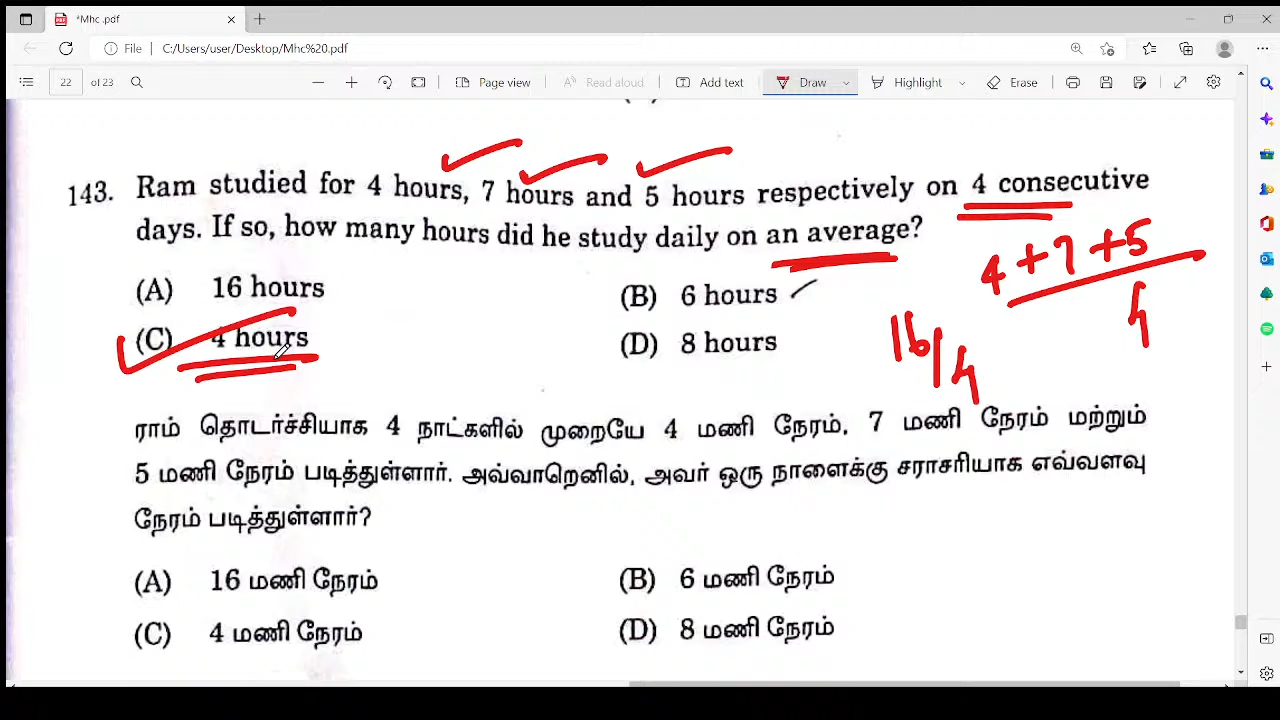 *Mhc .pdf
File | C:/Users/user/Desktop/Mhc%20.pdf
22 of 23 Page view Read aloud Add text Draw Highlight Erase
143. Ram studied for 4 hours, 7 hours and 5 hours respectively on 4 consecutive
days. If so, how many hours did he study daily on an average?
4+7+5
4
(A) 16 hours (B) 6 hours
(C) 4 hours (D) 8 hours
16/4
ராம் தொடர்ச்சியாக 4 நாட்களில் முறையே 4 மணி நேரம், 7 மணி நேரம் மற்றும்
5 மணி நேரம் படித்துள்ளார். அவ்வாறெனில், அவர் ஒரு நாளைக்கு சராசரியாக எவ்வளவு
நேரம் படித்துள்ளார்?
(A) 16 மணி நேரம் (B) 6 மணி நேரம்
(C) 4 மணி நேரம் (D) 8 மணி நேரம்